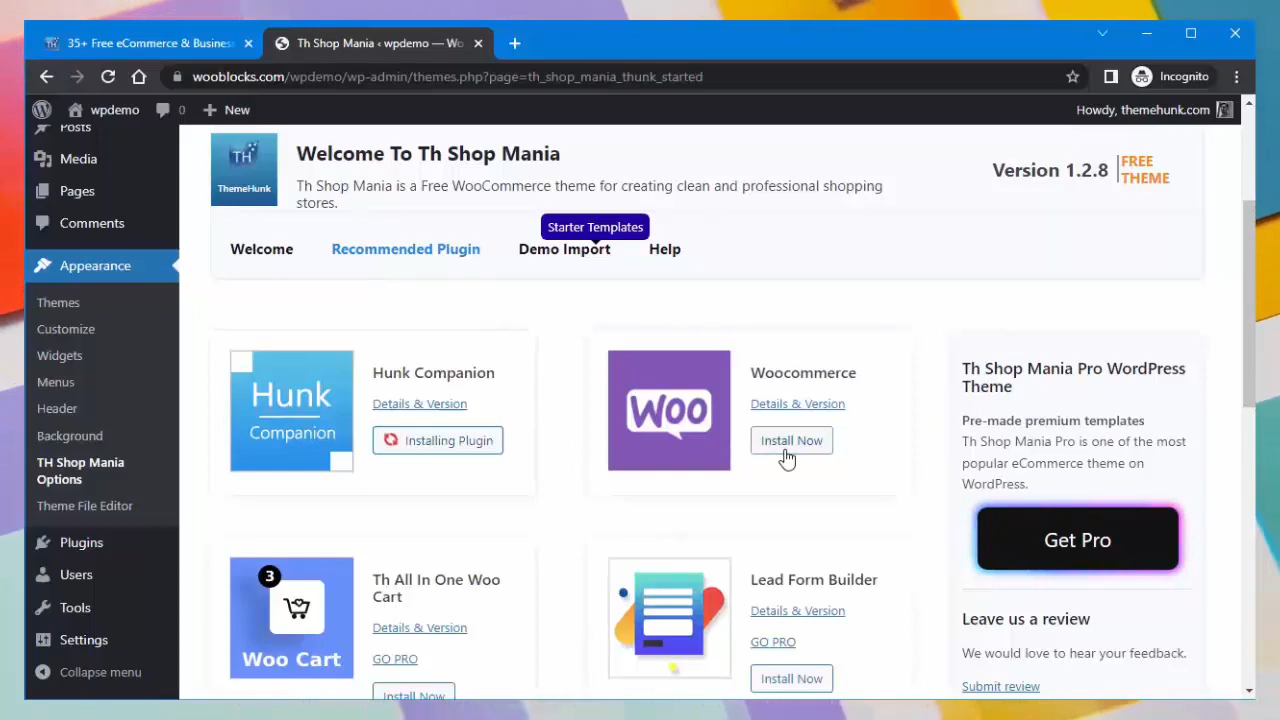 35+ Free eCommerce & Busines
Th Shop Mania ‹ wpdemo — Wo
wooblocks.com/wpdemo/wp-admin/themes.php?page=th_shop_mania_thunk_started
Incognito
wpdemo
0
New
Howdy, themehunk.com
Posts
Media
Pages
Comments
Appearance
Themes
Customize
Widgets
Menus
Header
Background
TH Shop Mania
Options
Theme File Editor
Plugins
Users
Tools
Settings
Collapse menu
TH
ThemeHunk
Welcome To Th Shop Mania
Th Shop Mania is a Free WooCommerce theme for creating clean and professional shopping
stores.
Version 1.2.8
FREE
THEME
Starter Templates
Welcome
Recommended Plugin
Demo Import
Help
Hunk
Companion
Hunk Companion
Details & Version
Installing Plugin
Woo
Woocommerce
Details & Version
Install Now
3
Woo Cart
Th All In One Woo
Cart
Details & Version
GO PRO
Install Now
Lead Form Builder
Details & Version
GO PRO
Install Now
Th Shop Mania Pro WordPress
Theme
Pre-made premium templates
Th Shop Mania Pro is one of the most
popular eCommerce theme on
WordPress.
Get Pro
Leave us a review
We would love to hear your feedback.
Submit review